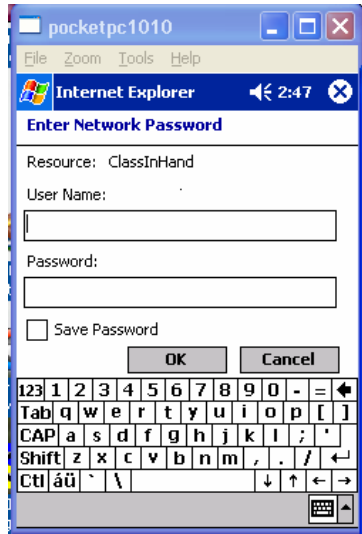 pocketpc1010
File Zoom Tools Help
Internet Explorer 2:47
Enter Network Password
Resource: ClassInHand
User Name:
Password:
Save Password
OK Cancel
123 1 2 3 4 5 6 7 8 9 0 - =
Tab q w e r t y u i o p [ ]
CAP a s d f g h j k l ; '
Shift z x c v b n m , . /
Ctl áü ` \